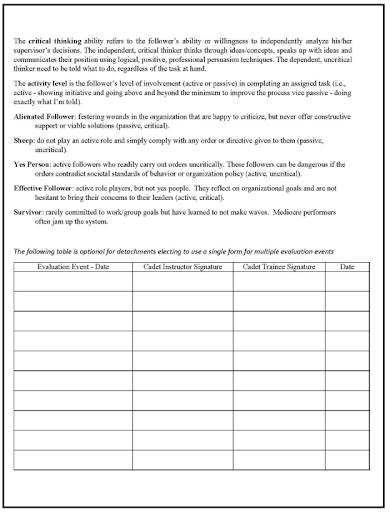 The critical thinking ability refers to the follower's ability or willingness to independently analyze his/her
supervisor's decisions. The independent, critical thinker thinks through ideas/concepts, speaks up with ideas and
communicates their position using logical, positive, professional persuasion techniques. The dependent, uncritical
thinker need to be told what to do, regardless of the task at hand.
The activity level is the follower's level of involvement (active or passive) in completing an assigned task (i.e.,
active - showing initiative and going above and beyond the minimum to improve the process vice passive - doing
exactly what I'm told).
Alienated Follower: festering wounds in the organization that are happy to criticize, but never offer constructive
support or viable solutions (passive, critical).
Sheep: do not play an active role and simply comply with any order or directive given to them (passive,
uncritical).
Yes Person: active followers who readily carry out orders uncritically. These followers can be dangerous if the
orders contradict societal standards of behavior or organization policy (active, uncritical).
Effective Follower: active role players, but not yes people. They reflect on organizational goals and are not
hesitant to bring their concerns to their leaders (active, critical).
Survivor: rarely committed to work/group goals but have learned to not make waves. Mediocre performers
often jam up the system.
The following table is optional for detachments electing to use a single form for multiple evaluation events
Evaluation Event - Date Cadet Instructor Signature Cadet Trainee Signature Date